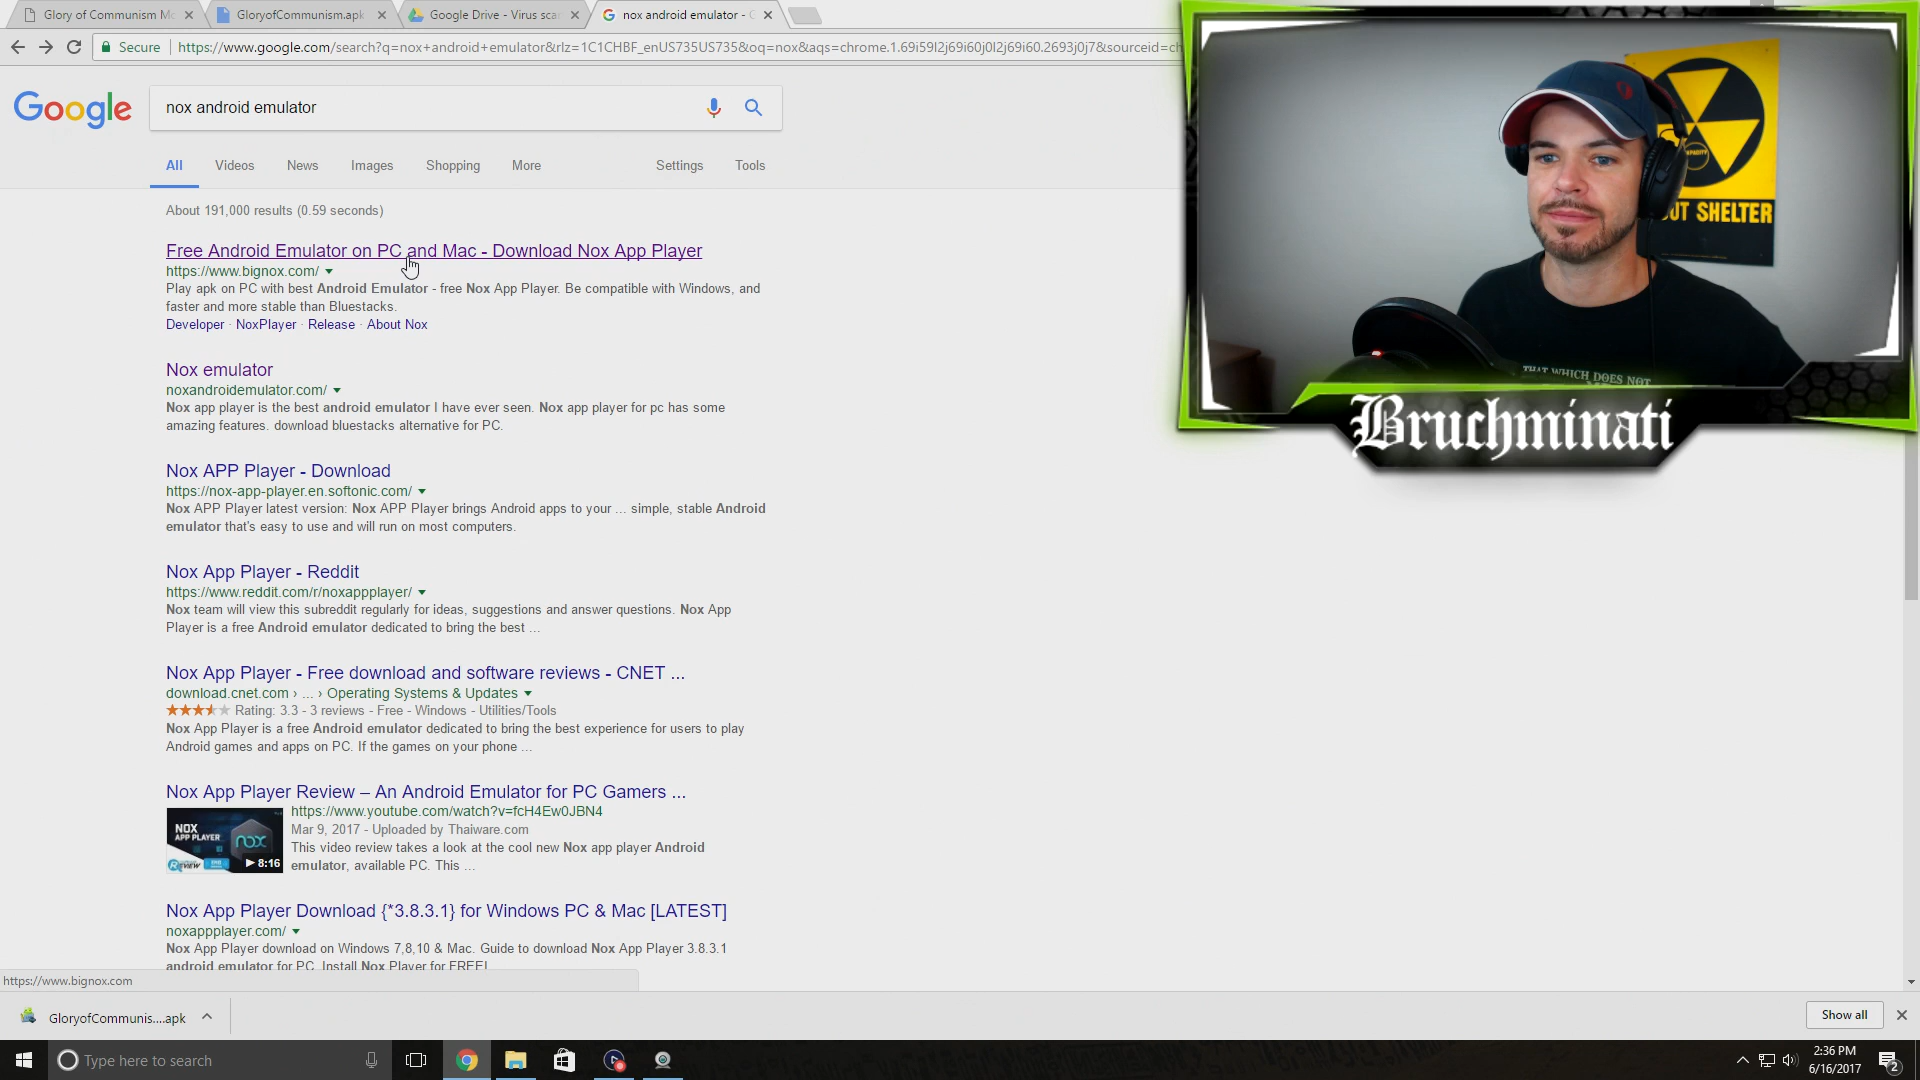 Glory of Communism Mo
GloryofCommunism.apk
Google Drive - Virus scan
nox android emulator - G
Secure
https://www.google.com/search?q=nox+android+emulator&rlz=1C1CHBF_enUS735US735&oq=nox&aqs=chrome.1.69i59l2j69i60j0l2j69i60.2693j0j7&sourceid=ch
Google
nox android emulator
All Videos News Images Shopping More Settings Tools
About 191,000 results (0.59 seconds)
Free Android Emulator on PC and Mac - Download Nox App Player
https://www.bignox.com/
Play apk on PC with best Android Emulator - free Nox App Player. Be compatible with Windows, and
faster and more stable than Bluestacks.
Developer · NoxPlayer · Release · About Nox
Nox emulator
noxandroidemulator.com/
Nox app player is the best android emulator I have ever seen. Nox app player for pc has some
amazing features. download bluestacks alternative for PC.
Nox APP Player - Download
https://nox-app-player.en.softonic.com/
Nox APP Player latest version: Nox APP Player brings Android apps to your ... simple, stable Android
emulator that's easy to use and will run on most computers.
Nox App Player - Reddit
https://www.reddit.com/r/noxappplayer/
Nox team will view this subreddit regularly for ideas, suggestions and answer questions. Nox App
Player is a free Android emulator dedicated to bring the best ...
Nox App Player - Free download and software reviews - CNET ...
download.cnet.com › ... › Operating Systems & Updates
Rating: 3.3 - 3 reviews - Free - Windows - Utilities/Tools
Nox App Player is a free Android emulator dedicated to bring the best experience for users to play
Android games and apps on PC. If the games on your phone ...
Nox App Player Review – An Android Emulator for PC Gamers ...
https://www.youtube.com/watch?v=fcH4Ew0JBN4
Mar 9, 2017 - Uploaded by Thaiware.com
This video review takes a look at the cool new Nox app player Android
emulator, available PC. This ...
NOX
APP PLAYER
nox
REVIEW
8:16
Nox App Player Download {*3.8.3.1} for Windows PC & Mac [LATEST]
noxappplayer.com/
Nox App Player download on Windows 7,8,10 & Mac. Guide to download Nox App Player 3.8.3.1
android emulator for PC. Install Nox Player for FREE!
https://www.bignox.com
CAPACITY
OUT SHELTER
THAT WHICH DOES NOT
Bruchminati
GloryofCommunis....apk
Show all
Type here to search
2:36 PM
6/16/2017
2